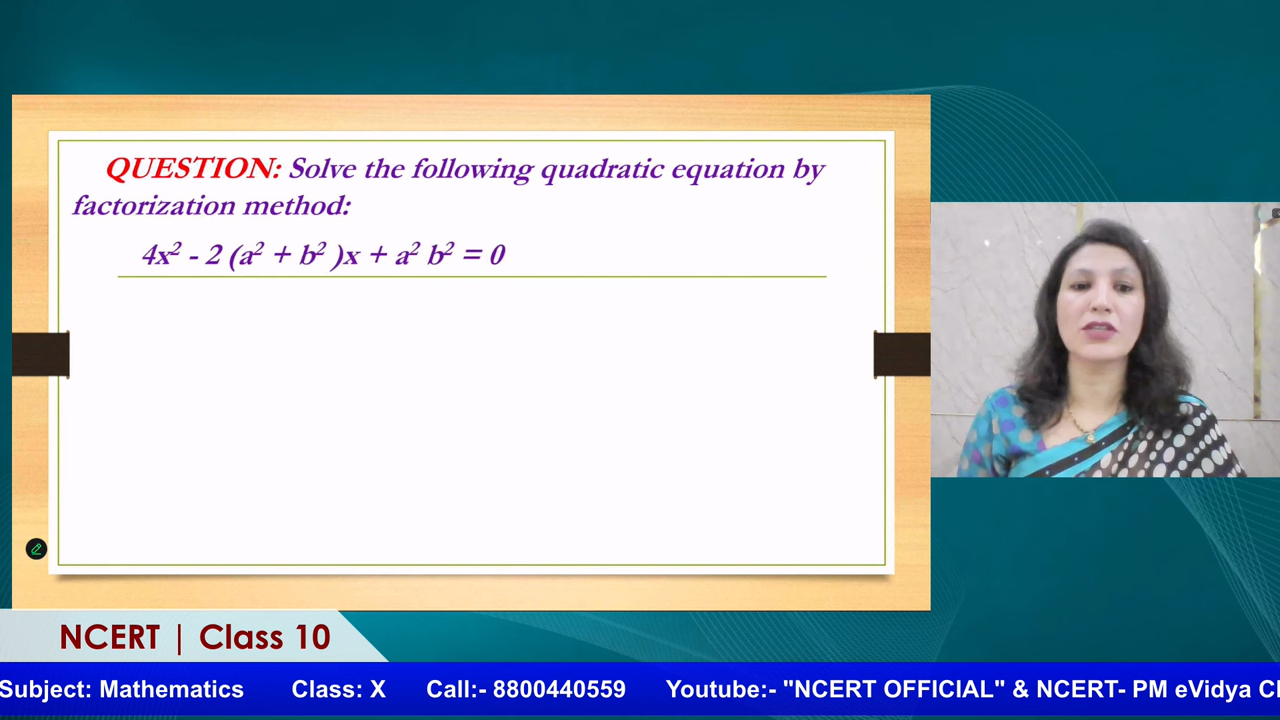 QUESTION: Solve the following quadratic equation by
factorization method:
4x² - 2 (a² + b² )x + a² b² = 0
NCERT | Class 10
Subject: Mathematics Class: X Call:- 8800440559 Youtube:- "NCERT OFFICIAL" & NCERT- PM eVidya